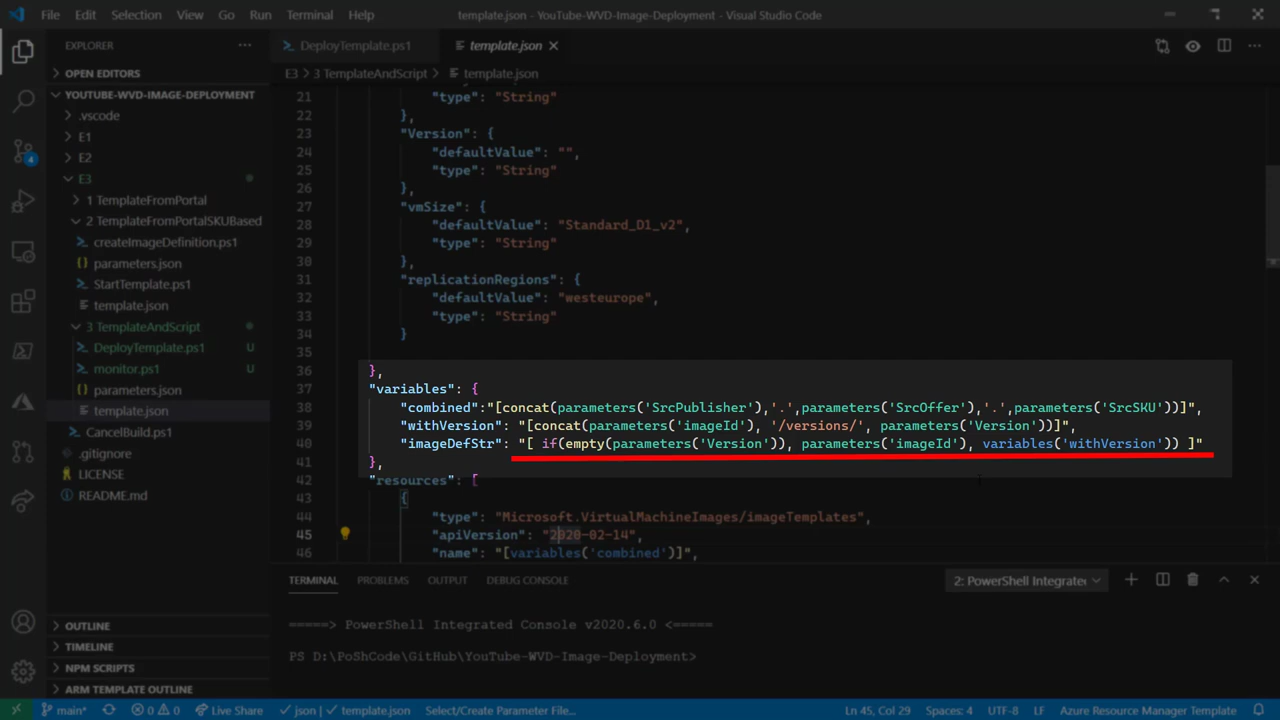 File Edit Selection View Go Run Terminal Help template.json - YouTube-WVD-Image-Deployment - Visual Studio Code
EXPLORER ···
OPEN EDITORS
YOUTUBE-WVD-IMAGE-DEPLOYMENT
.vscode
E1
E2
E3
1 TemplateFromPortal
2 TemplateFromPortalSKUBased
createImageDefinition.ps1
parameters.json
StartTemplate.ps1
template.json
3 TemplateAndScript
DeployTemplate.ps1 U
monitor.ps1 U
parameters.json
template.json
CancelBuild.ps1
.gitignore
LICENSE
README.md
OUTLINE
TIMELINE
NPM SCRIPTS
ARM TEMPLATE OUTLINE
4
DeployTemplate.ps1 template.json
E3 > 3 TemplateAndScript > template.json
21 "type": "String"
22 },
23 "Version": {
24 "defaultValue": "",
25 "type": "String"
26 },
27 "vmSize": {
28 "defaultValue": "Standard_D1_v2",
29 "type": "String"
30 },
31 "replicationRegions": {
32 "defaultValue": "westeurope",
33 "type": "String"
34 }
35
36 },
37 "variables": {
38 "combined":"[concat(parameters('SrcPublisher'),'.',parameters('SrcOffer'),'.',parameters('SrcSKU'))]",
39 "withVersion": "[concat(parameters('imageId'), '/versions/', parameters('Version'))]",
40 "imageDefStr": "[ if(empty(parameters('Version')), parameters('imageId'), variables('withVersion')) ]"
41 },
42 "resources": [
43 {
44 "type": "Microsoft.VirtualMachineImages/imageTemplates",
45 "apiVersion": "2020-02-14",
46 "name": "[variables('combined')]",
TERMINAL PROBLEMS OUTPUT DEBUG CONSOLE 2: PowerShell Integrate
=====> PowerShell Integrated Console v2020.6.0 <=====
PS D:\PoShCode\GitHub\YouTube-WVD-Image-Deployment>
main* 0 0 Live Share json | template.json Select/Create Parameter File... Ln 45, Col 29 Spaces: 4 UTF-8 LF Azure Resource Manager Template